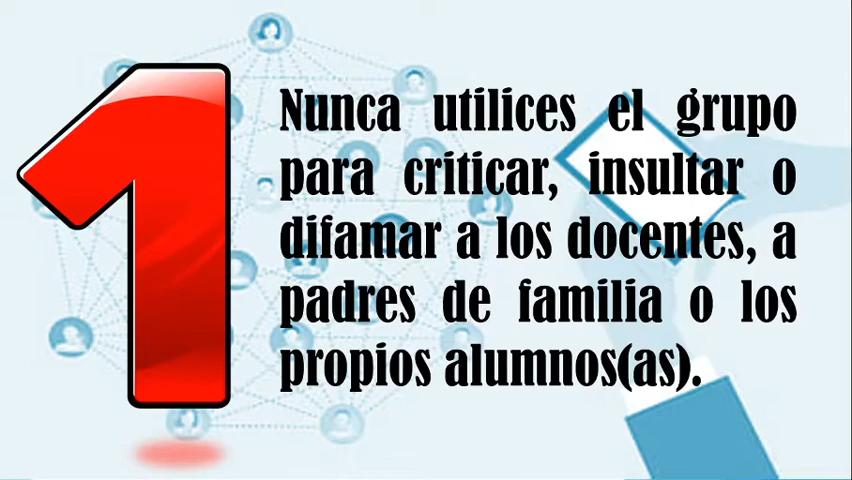 1
Nunca utilices el grupo
para criticar, insultar o
difamar a los docentes, a
padres de familia o los
propios alumnos(as).